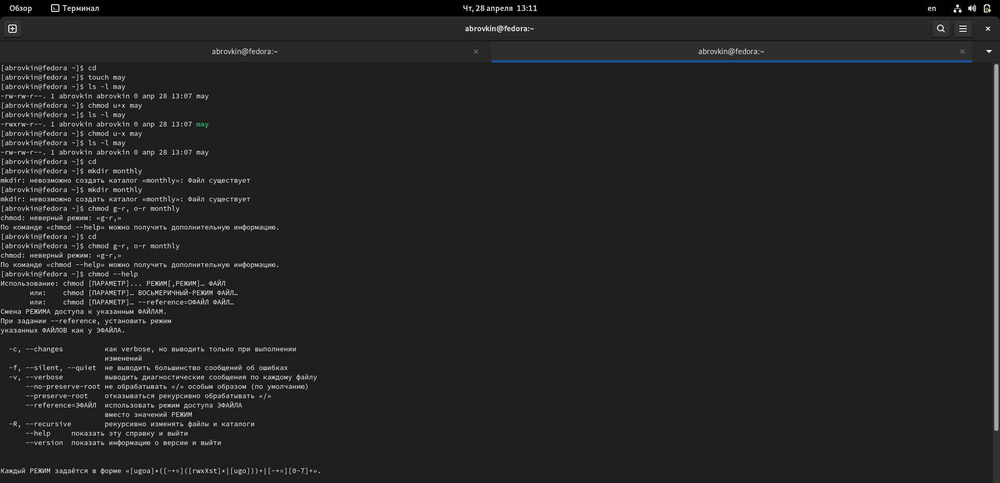 Обзор
Терминал
Чт, 28 апреля 13:11
en
abrovkin@fedora:~
abrovkin@fedora:~
abrovkin@fedora:~
[abrovkin@fedora ~]$ cd
[abrovkin@fedora ~]$ touch may
[abrovkin@fedora ~]$ ls -l may
-rw-rw-r--. 1 abrovkin abrovkin 0 апр 28 13:07 may
[abrovkin@fedora ~]$ chmod u+x may
[abrovkin@fedora ~]$ ls -l may
-rwxrw-r--. 1 abrovkin abrovkin 0 апр 28 13:07 may
[abrovkin@fedora ~]$ chmod u-x may
[abrovkin@fedora ~]$ ls -l may
-rw-rw-r--. 1 abrovkin abrovkin 0 апр 28 13:07 may
[abrovkin@fedora ~]$ cd
[abrovkin@fedora ~]$ mkdir monthly
mkdir: невозможно создать каталог «monthly»: Файл существует
[abrovkin@fedora ~]$ mkdir monthly
mkdir: невозможно создать каталог «monthly»: Файл существует
[abrovkin@fedora ~]$ chmod g-r, o-r monthly
chmod: неверный режим: «g-r,»
По команде «chmod --help» можно получить дополнительную информацию.
[abrovkin@fedora ~]$ cd
[abrovkin@fedora ~]$ chmod g-r, o-r monthly
chmod: неверный режим: «g-r,»
По команде «chmod --help» можно получить дополнительную информацию.
[abrovkin@fedora ~]$ chmod --help
Использование: chmod [ПАРАМЕТР]... РЕЖИМ[,РЕЖИМ]… ФАЙЛ
       или:    chmod [ПАРАМЕТР]… ВОСЬМЕРИЧНЫЙ-РЕЖИМ ФАЙЛ…
       или:    chmod [ПАРАМЕТР]… --reference=ОФАЙЛ ФАЙЛ…
Смена РЕЖИМА доступа к указанным ФАЙЛАМ.
При задании --reference, установить режим
указанных ФАЙЛОВ как у ЭФАЙЛА.
  -c, --changes          как verbose, но выводить только при выполнении
                         изменений
  -f, --silent, --quiet  не выводить большинство сообщений об ошибках
  -v, --verbose          выводить диагностические сообщения по каждому файлу
      --no-preserve-root не обрабатывать «/» особым образом (по умолчанию)
      --preserve-root    отказываться рекурсивно обрабатывать «/»
      --reference=ЭФАЙЛ  использовать режим доступа ЭФАЙЛА
                         вместо значений РЕЖИМ
  -R, --recursive        рекурсивно изменять файлы и каталоги
      --help     показать эту справку и выйти
      --version  показать информацию о версии и выйти
Каждый РЕЖИМ задаётся в форме «[ugoa]*([-+=]([rwxXst]*|[ugo]))+|[-+=][0-7]+».